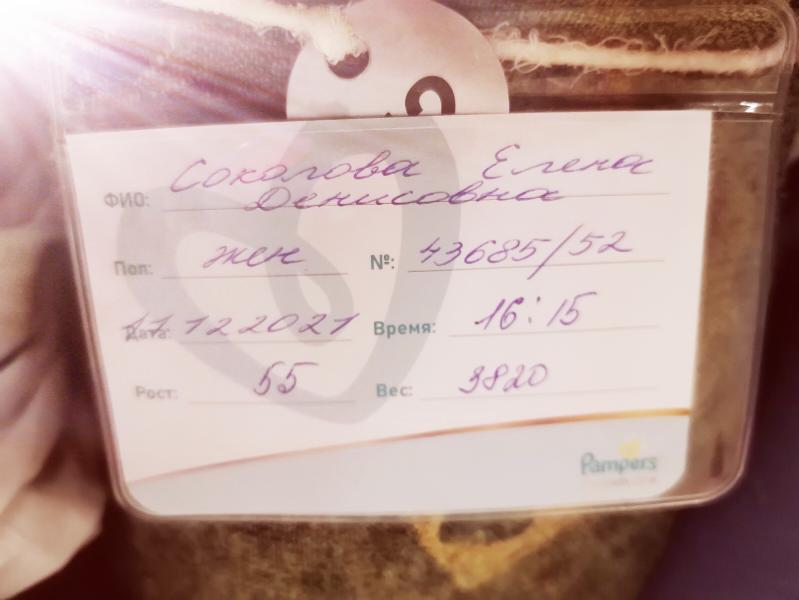 ФИО: Соколова Елена
Денисовна
Пол: жен №: 43685/52
Дата: 17 12 2021 Время: 16:15
Рост: 55 Вес: 3820
Pampers